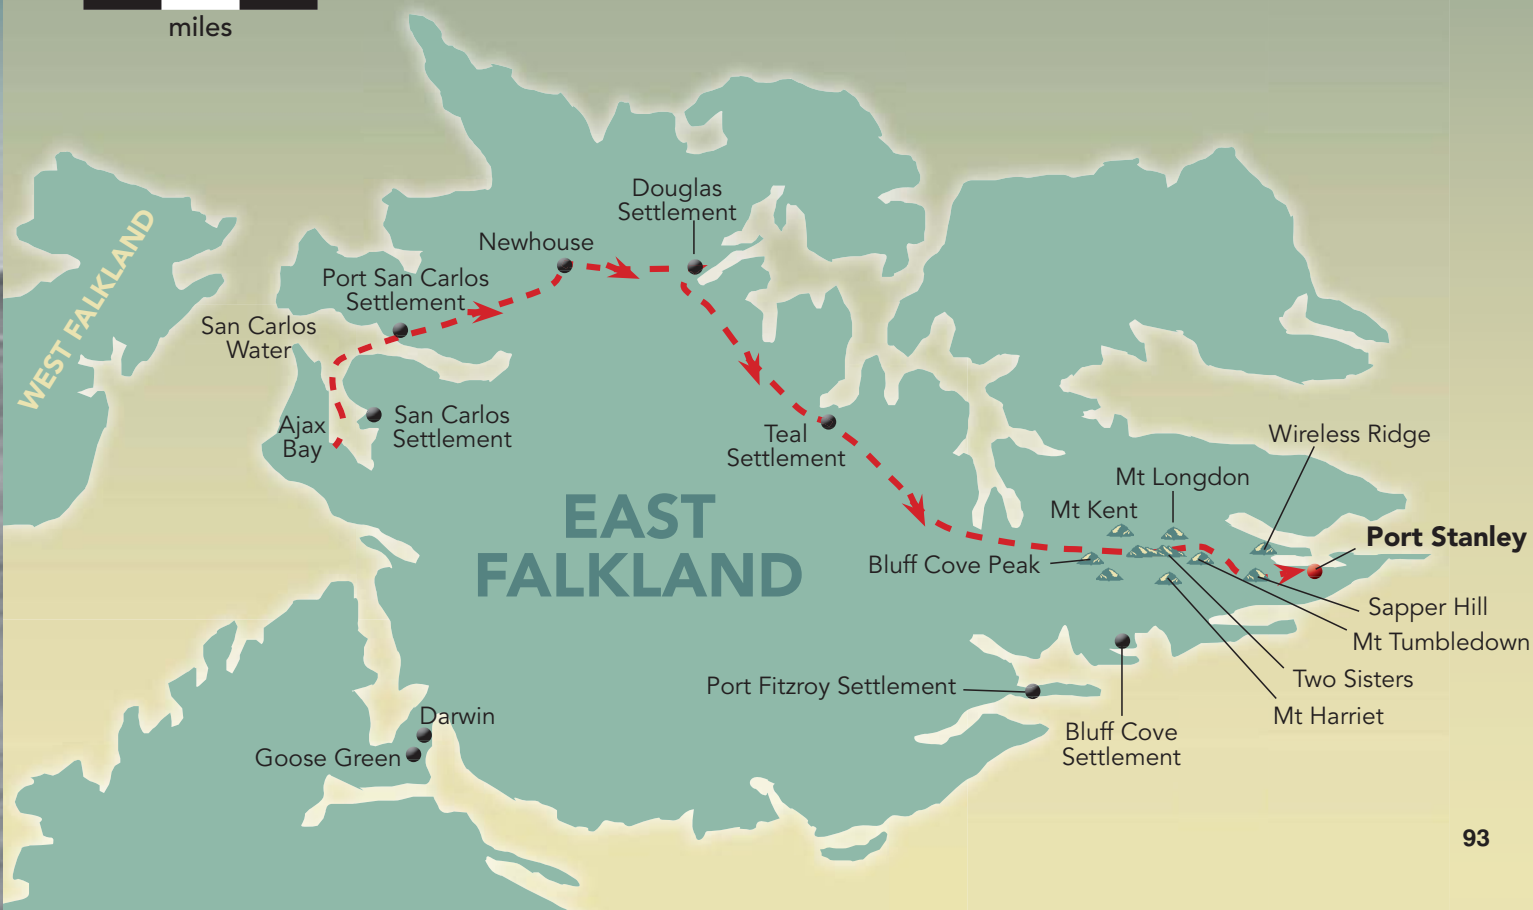 miles
Douglas
Settlement
Newhouse
Port San Carlos
Settlement
San Carlos
Water
WEST FALKLAND
Ajax
Bay
San Carlos
Settlement
Teal
Settlement
Wireless Ridge
Mt Longdon
Mt Kent
EAST
FALKLAND
Port Stanley
Bluff Cove Peak
Sapper Hill
Mt Tumbledown
Two Sisters
Port Fitzroy Settlement
Mt Harriet
Darwin
Bluff Cove
Settlement
Goose Green
93